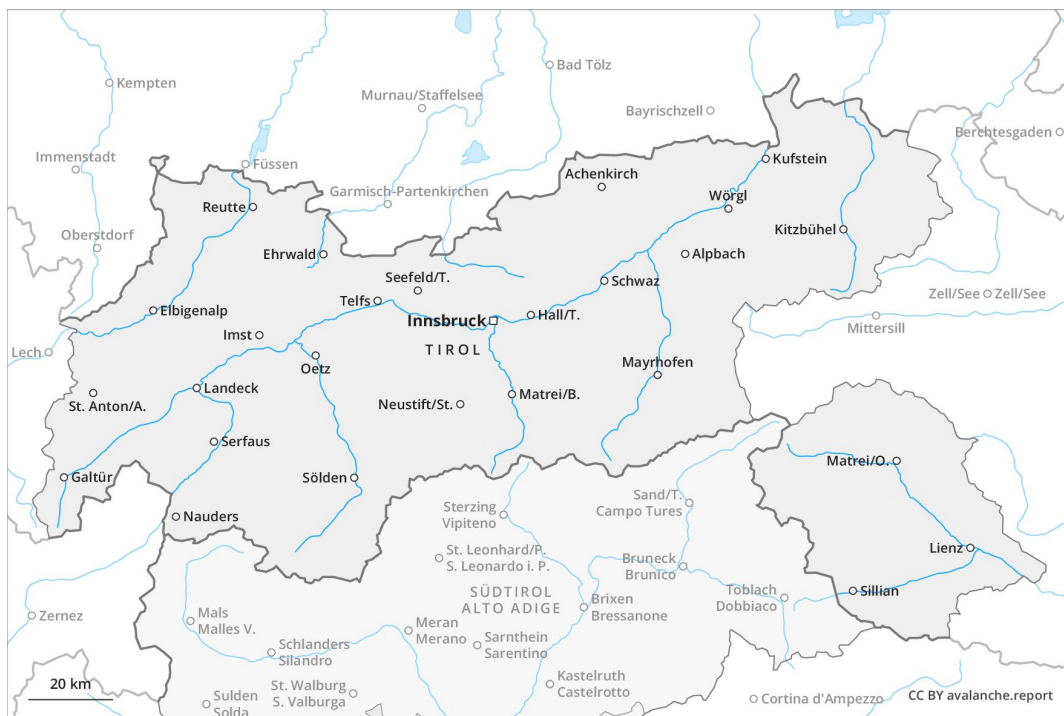 Kempten
Bad Tölz
Murnau/Staffelsee
Bayrischzell
Berchtesgaden
Immenstadt
Füssen
Kufstein
Garmisch-Partenkirchen
Achenkirch
Reutte
Wörgl
Oberstdorf
Kitzbühel
Ehrwald
Alpbach
Seefeld/T.
Schwaz
Zell/See
Zell/See
Telfs
Elbigenalp
Innsbruck
Hall/T.
Mittersill
Imst
Lech
TIROL
Oetz
Mayrhofen
Landeck
St. Anton/A.
Neustift/St.
Matrei/B.
Serfaus
Matrei/O.
Galtür
Sölden
Sand/T.
Campo Tures
Sterzing
Vipiteno
Nauders
Lienz
St. Leonhard/P.
S. Leonardo i. P.
Bruneck
Brunico
SÜDTIROL
ALTO ADIGE
Sillian
Toblach
Dobbiaco
Brixen
Bressanone
Zernez
Mals
Malles V.
Meran
Merano
Sarnthein
Sarentino
Schlanders
Silandro
Kastelruth
Castelrotto
20 km
St. Walburg
S. Valburga
Sulden
Solda
Cortina d'Ampezzo
CC BY avalanche.report